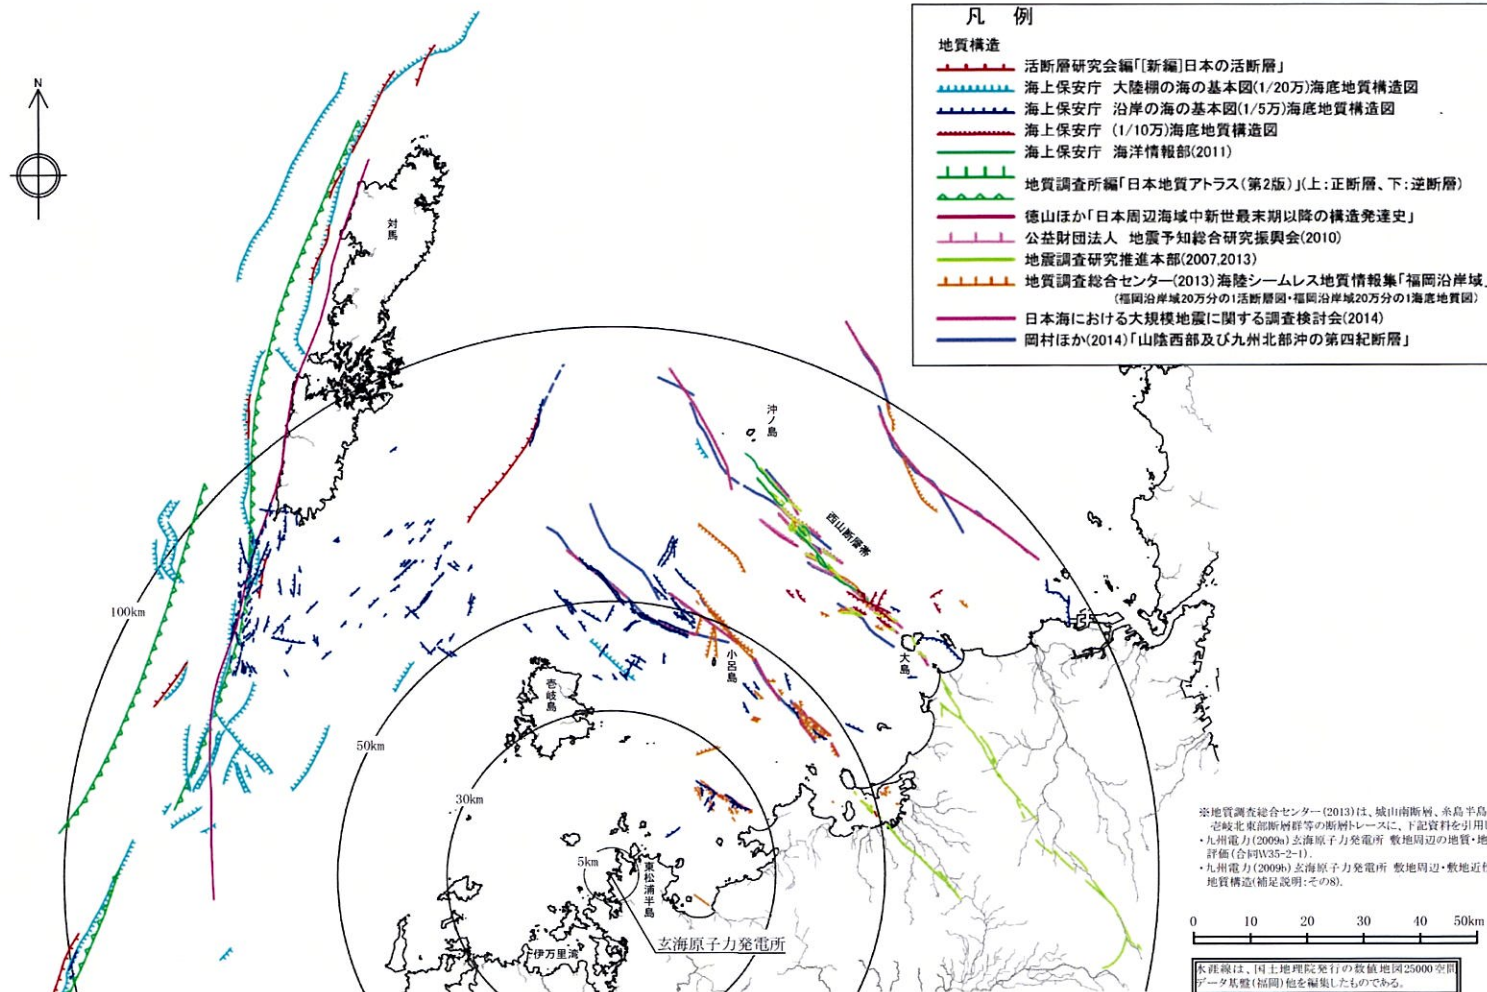 凡 例
地質構造
活断層研究会編「[新編]日本の活断層」
海上保安庁 大陸棚の海の基本図(1/20万)海底地質構造図
海上保安庁 沿岸の海の基本図(1/5万)海底地質構造図
海上保安庁 (1/10万)海底地質構造図
海上保安庁 海洋情報部(2011)
地質調査所編「日本地質アトラス(第2版)」(上:正断層、下:逆断層)
徳山ほか「日本周辺海域中新世最末期以降の構造発達史」
公益財団法人 地震予知総合研究振興会(2010)
地震調査研究推進本部(2007,2013)
地質調査総合センター(2013)海陸シームレス地質情報集「福岡沿岸域」
(福岡沿岸域20万分の1活断層図・福岡沿岸域20万分の1海底地質図)
日本海における大規模地震に関する調査検討会(2014)
岡村ほか(2014)「山陰西部及び九州北部沖の第四紀断層」
N
対馬
沖ノ島
西山断層帯
100km
大島
小呂島
壱岐島
50km
30km
5km
東松浦半島
玄海原子力発電所
伊万里湾
※地質調査総合センター(2013)は、城山南断層、糸島半島
壱岐北東部断層群等の断層トレースに、下記資料を引用し
・九州電力(2009a)玄海原子力発電所 敷地周辺の地質・地
評価(合同W35-2-1).
・九州電力(2009b)玄海原子力発電所 敷地周辺・敷地近傍
地質構造(補足説明:その8).
0 10 20 30 40 50km
水涯線は、国土地理院発行の数値地図25000空間
データ基盤(福岡)他を編集したものである。